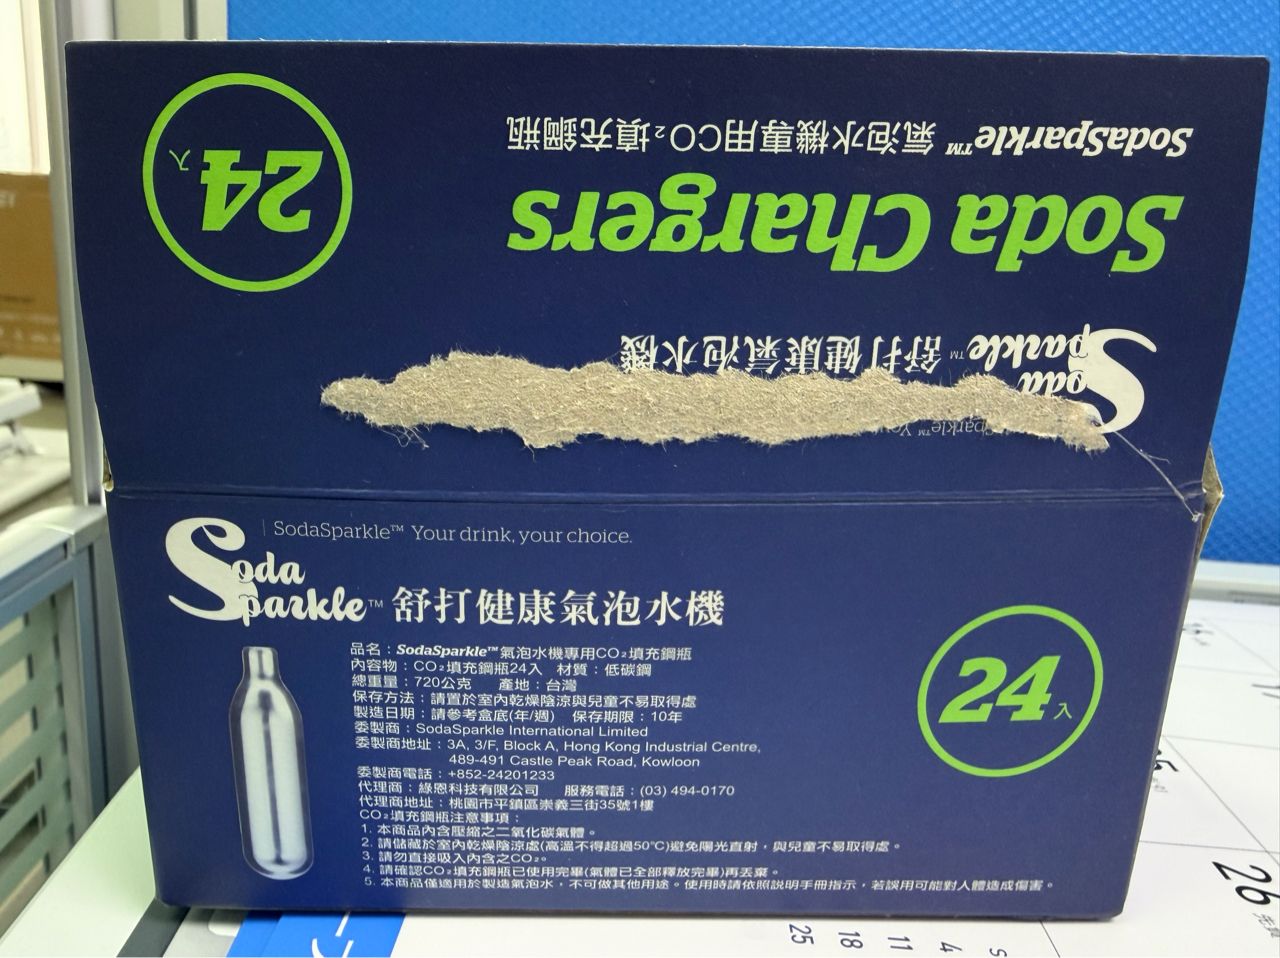 SodaSparkle™ 氣泡水機專用CO₂填充鋼瓶
Soda Chargers
24入
Soda Sparkle™ 舒打健康氣泡水機
SodaSparkle™ Your drink, your choice.
Soda Sparkle™ 舒打健康氣泡水機
24入
品名：SodaSparkle™氣泡水機專用CO₂填充鋼瓶
內容物：CO₂填充鋼瓶24入 材質：低碳鋼
總重量：720公克 產地：台灣
保存方法：請置於室內乾燥陰涼與兒童不易取得處
製造日期：請參考盒底(年/週) 保存期限：10年
委製商：SodaSparkle International Limited
委製商地址：3A, 3/F, Block A, Hong Kong Industrial Centre,
489-491 Castle Peak Road, Kowloon
委製商電話：+852-24201233
代理商：綠恩科技有限公司 服務電話：(03) 494-0170
代理商地址：桃園市平鎮區崇義三街35號1樓
CO₂填充鋼瓶注意事項：
1. 本商品內含壓縮之二氧化碳氣體。
2. 請儲藏於室內乾燥陰涼處(高溫不得超過50°C)避免陽光直射，與兒童不易取得處。
3. 請勿直接吸入內含之CO₂。
4. 請確認CO₂填充鋼瓶已使用完畢(氣體已全部釋放完畢)再丟棄。
5. 本商品僅適用於製造氣泡水，不可做其他用途。使用時請依照説明手冊指示，若誤用可能對人體造成傷害。
26
4
11
18
25